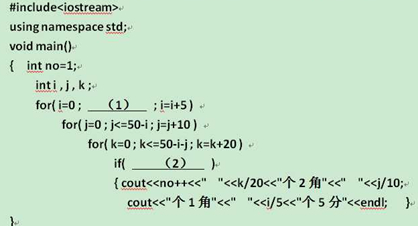 #include<iostream>
using namespace std;
void main()
{ int no=1;
int i , j , k ;
for( i=0 ; （1） ; i=i+5 )
for( j=0 ; j<=50-i ; j=j+10 )
for( k=0 ; k<=50-i-j ; k=k+20 )
if( （2） )
{ cout<<no++<<" "<<k/20<<"个 2 角"<<" "<<j/10;
cout<<"个 1 角"<<" "<<i/5<<"个 5 分"<<endl; }
}